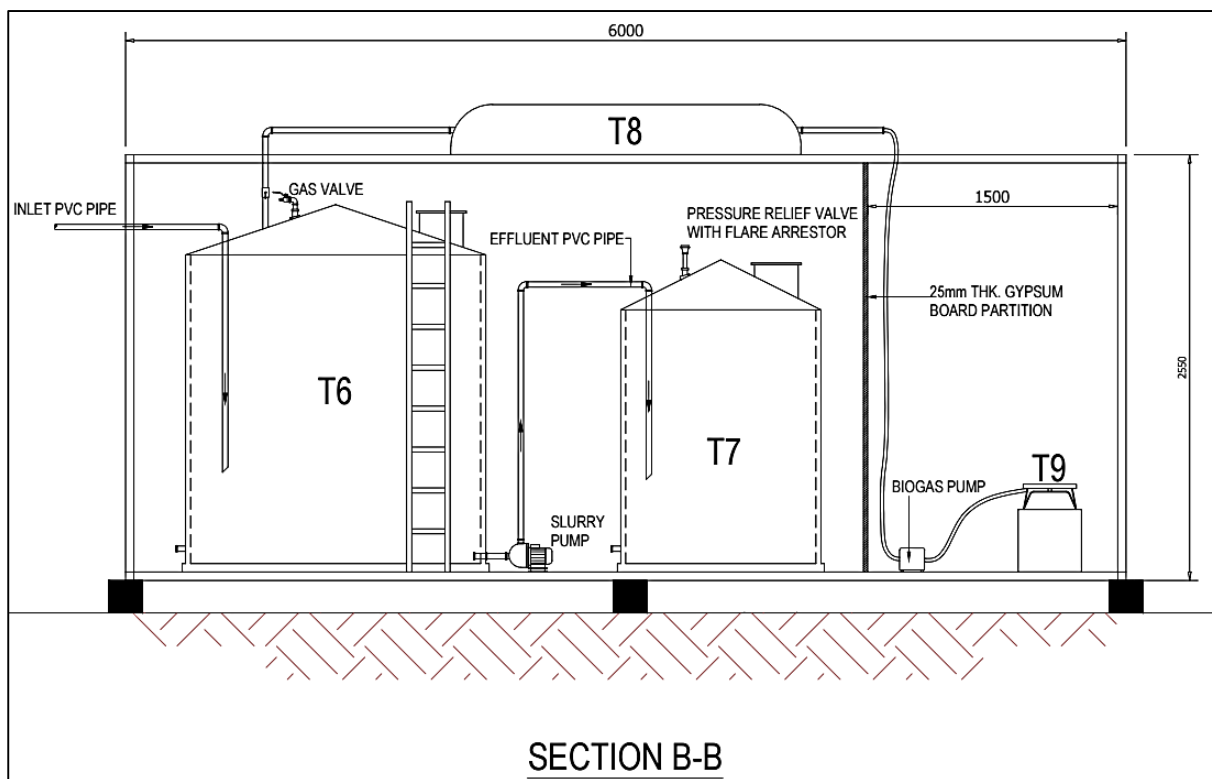 6000
T8
GAS VALVE
INLET PVC PIPE
1500
PRESSURE RELIEF VALVE
WITH FLARE ARRESTOR
EFFLUENT PVC PIPE
25mm THK. GYPSUM
BOARD PARTITION
2550
T6
T7
T9
BIOGAS PUMP
SLURRY
PUMP
SECTION B-B